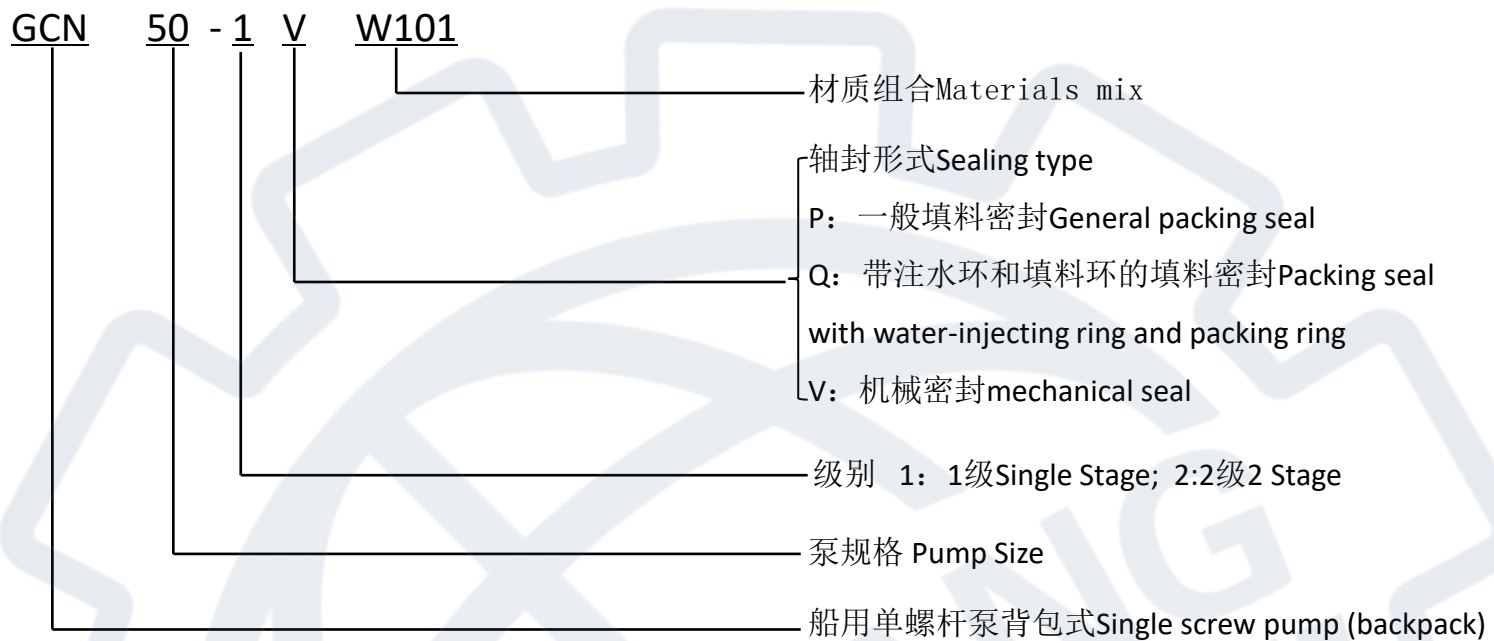 GCN 50 - 1 V W101
材质组合Materials mix
轴封形式Sealing type
P：一般填料密封General packing seal
Q：带注水环和填料环的填料密封Packing seal
with water-injecting ring and packing ring
V：机械密封mechanical seal
级别 1：1级Single Stage; 2:2级2 Stage
泵规格 Pump Size
船用单螺杆泵背包式Single screw pump (backpack)
NG